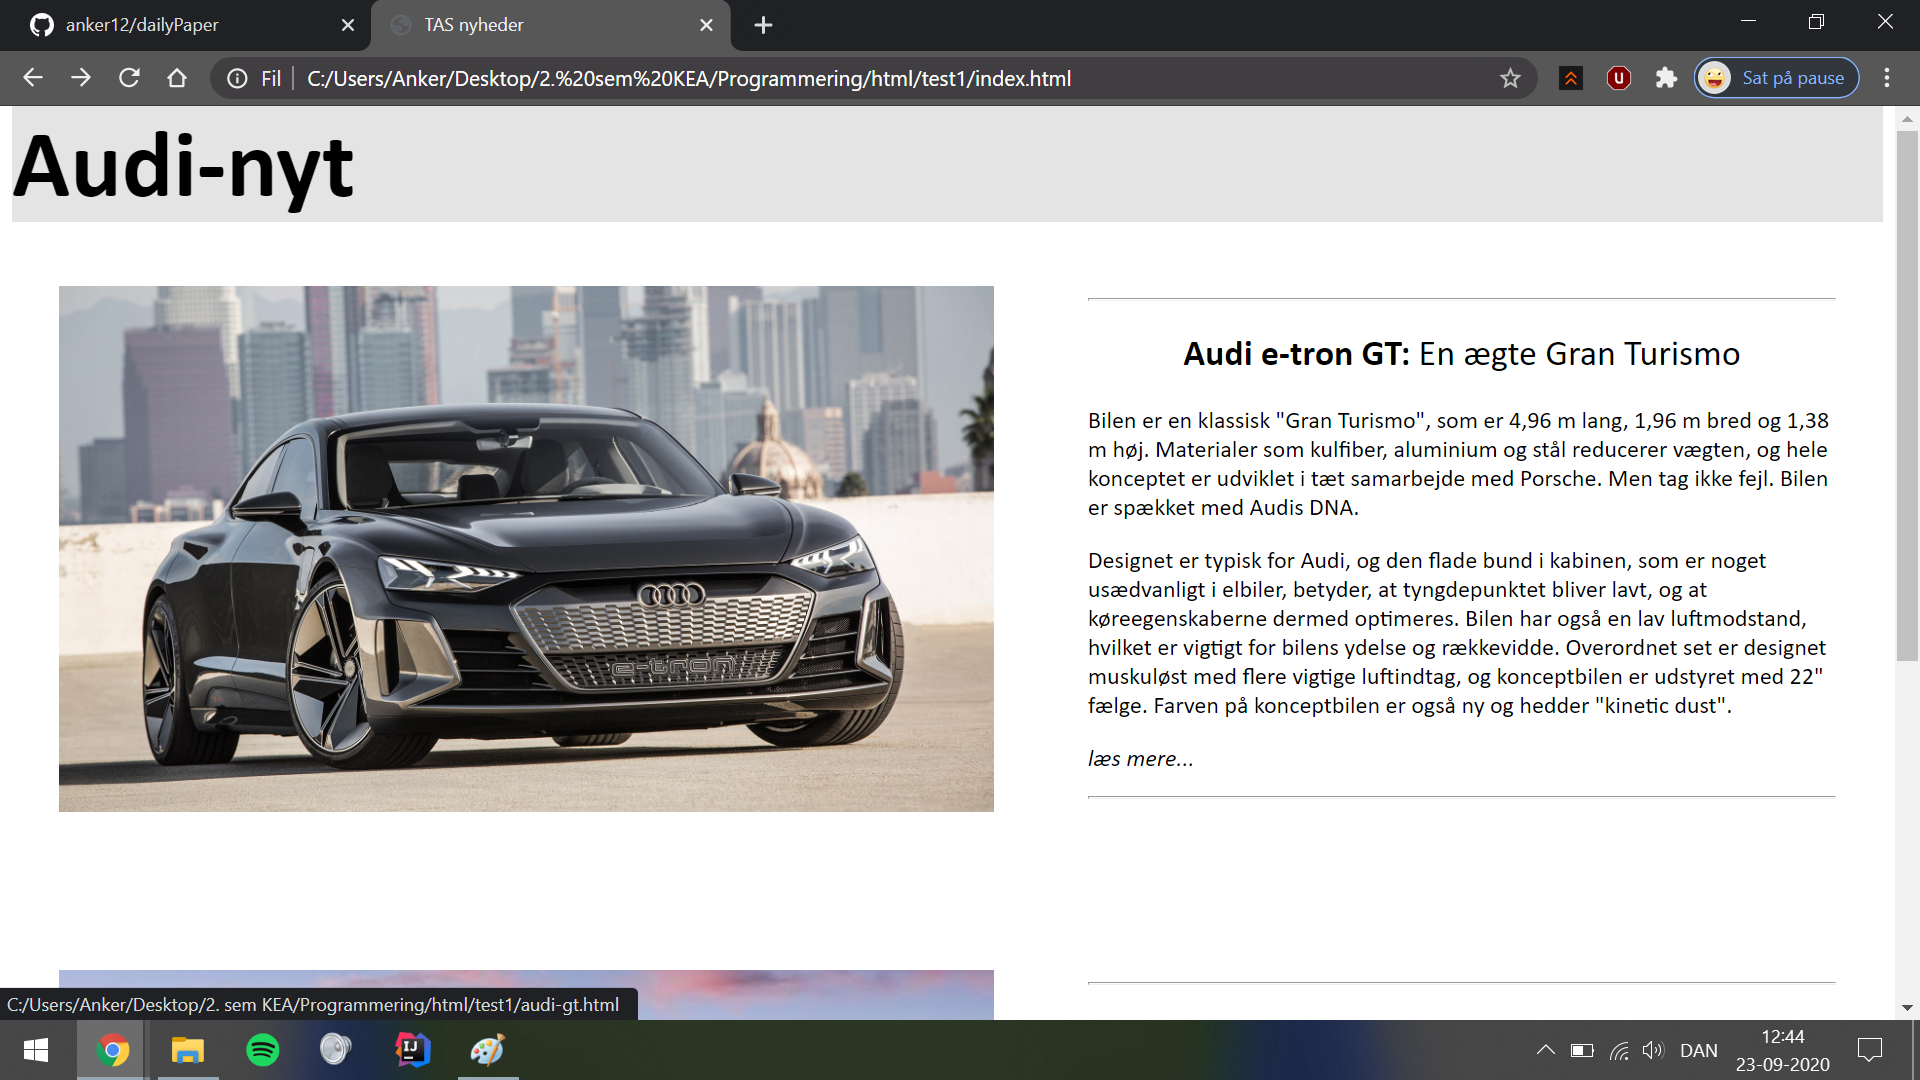 anker12/dailyPaper
TAS nyheder
Fil
C:/Users/Anker/Desktop/2.%20sem%20KEA/Programmering/html/test1/index.html
Sat på pause
Audi-nyt
e-tron
Audi e-tron GT: En ægte Gran Turismo
Bilen er en klassisk "Gran Turismo", som er 4,96 m lang, 1,96 m bred og 1,38
m høj. Materialer som kulfiber, aluminium og stål reducerer vægten, og hele
konceptet er udviklet i tæt samarbejde med Porsche. Men tag ikke fejl. Bilen
er spækket med Audis DNA.
Designet er typisk for Audi, og den flade bund i kabinen, som er noget
usædvanligt i elbiler, betyder, at tyngdepunktet bliver lavt, og at
køreegenskaberne dermed optimeres. Bilen har også en lav luftmodstand,
hvilket er vigtigt for bilens ydelse og rækkevidde. Overordnet set er designet
muskuløst med flere vigtige luftindtag, og konceptbilen er udstyret med 22"
fælge. Farven på konceptbilen er også ny og hedder "kinetic dust".
læs mere...
C:/Users/Anker/Desktop/2. sem KEA/Programmering/html/test1/audi-gt.html
IJ
DAN
12:44
23-09-2020